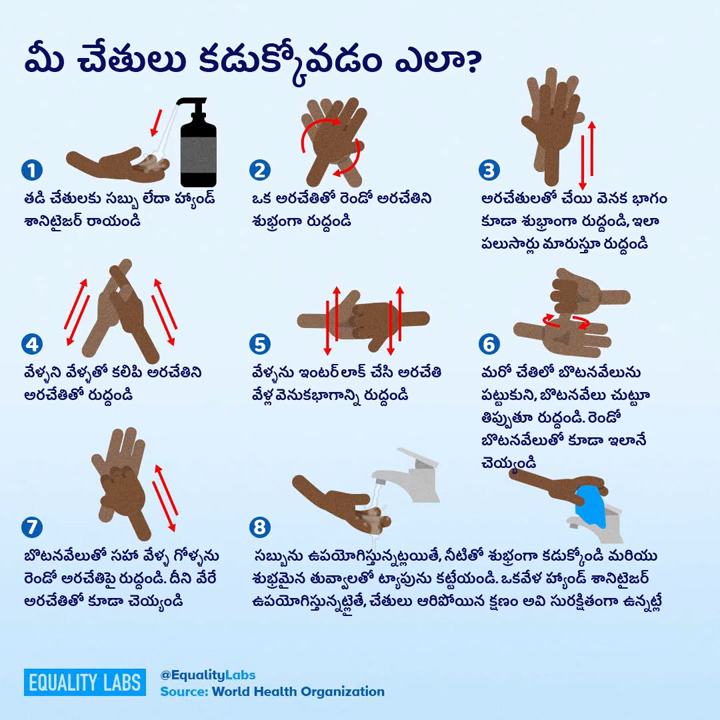 మీ చేతులు కడుక్కోవడం ఎలా?
1
తడి చేతులకు సబ్బు లేదా హ్యాండ్
శానిటైజర్ రాయండి
2
ఒక అరచేతితో రెండో అరచేతిని
శుభ్రంగా రుద్దండి
3
అరచేతులతో చేయి వెనక భాగం
కూడా శుభ్రాంగా రుద్దండి, ఇలా
పలుసార్లు మారుస్తూ రుద్దండి
4
వేళ్ళని వేళ్ళతో కలిపి అరచేతిని
అరచేతితో రుద్దండి
5
వేళ్ళను ఇంటర్ లాక్ చేసి అరచేతి
వేళ్ల వెనుకభాగాన్ని రుద్దండి
6
మరో చేతిలో బొటనవేలును
పట్టుకుని, బొటనవేలు చుట్టూ
తిప్పుతూ రుద్దండి. రెండో
బొటనవేలుతో కూడా ఇలానే
చెయ్యండి
7
బొటనవేలుతో సహా వేళ్ళ గోళ్ళను
రెండో అరచేతిపై రుద్దండి. దీని వేరే
అరచేతితో కూడా చెయ్యండి
8
సబ్బును ఉపయోగిస్తున్నట్లయితే, నీటితో శుభ్రంగా కడుక్కోండి మరియు
శుభ్రమైన తువ్వాలతో ట్యాపును కట్టేయండి. ఒకవేళ హ్యాండ్ శానిటైజర్
ఉపయోగిస్తున్నట్లైతే, చేతులు ఆరిపోయిన క్షణం అవి సురక్షితంగా ఉన్నట్లే
EQUALITY LABS
@EqualityLabs
Source: World Health Organization